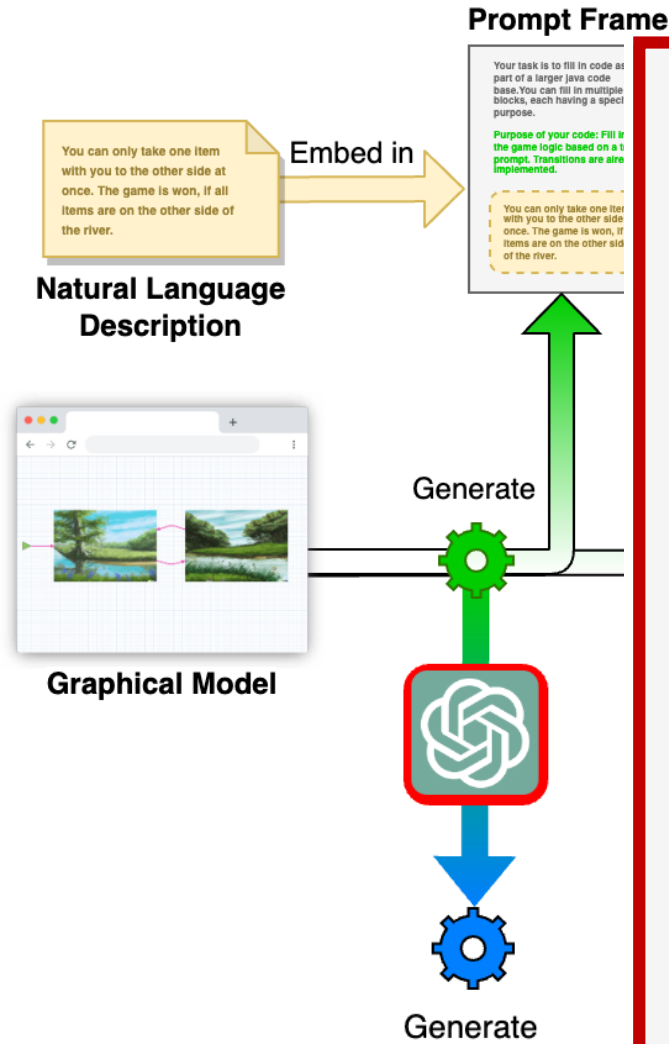 Prompt Frame
Your task is to fill in code as
part of a larger java code
base.You can fill in multiple
blocks, each having a speci
purpose.
Purpose of your code: Fill in
the game logic based on a t
prompt. Transitions are alre
implemented.
You can only take one iter
with you to the other side
once. The game is won, if
items are on the other sid
of the river.
You can only take one item
with you to the other side at
once. The game is won, if all
items are on the other side of
the river.
Embed in
Natural Language
Description
Generate
Graphical Model
Generate